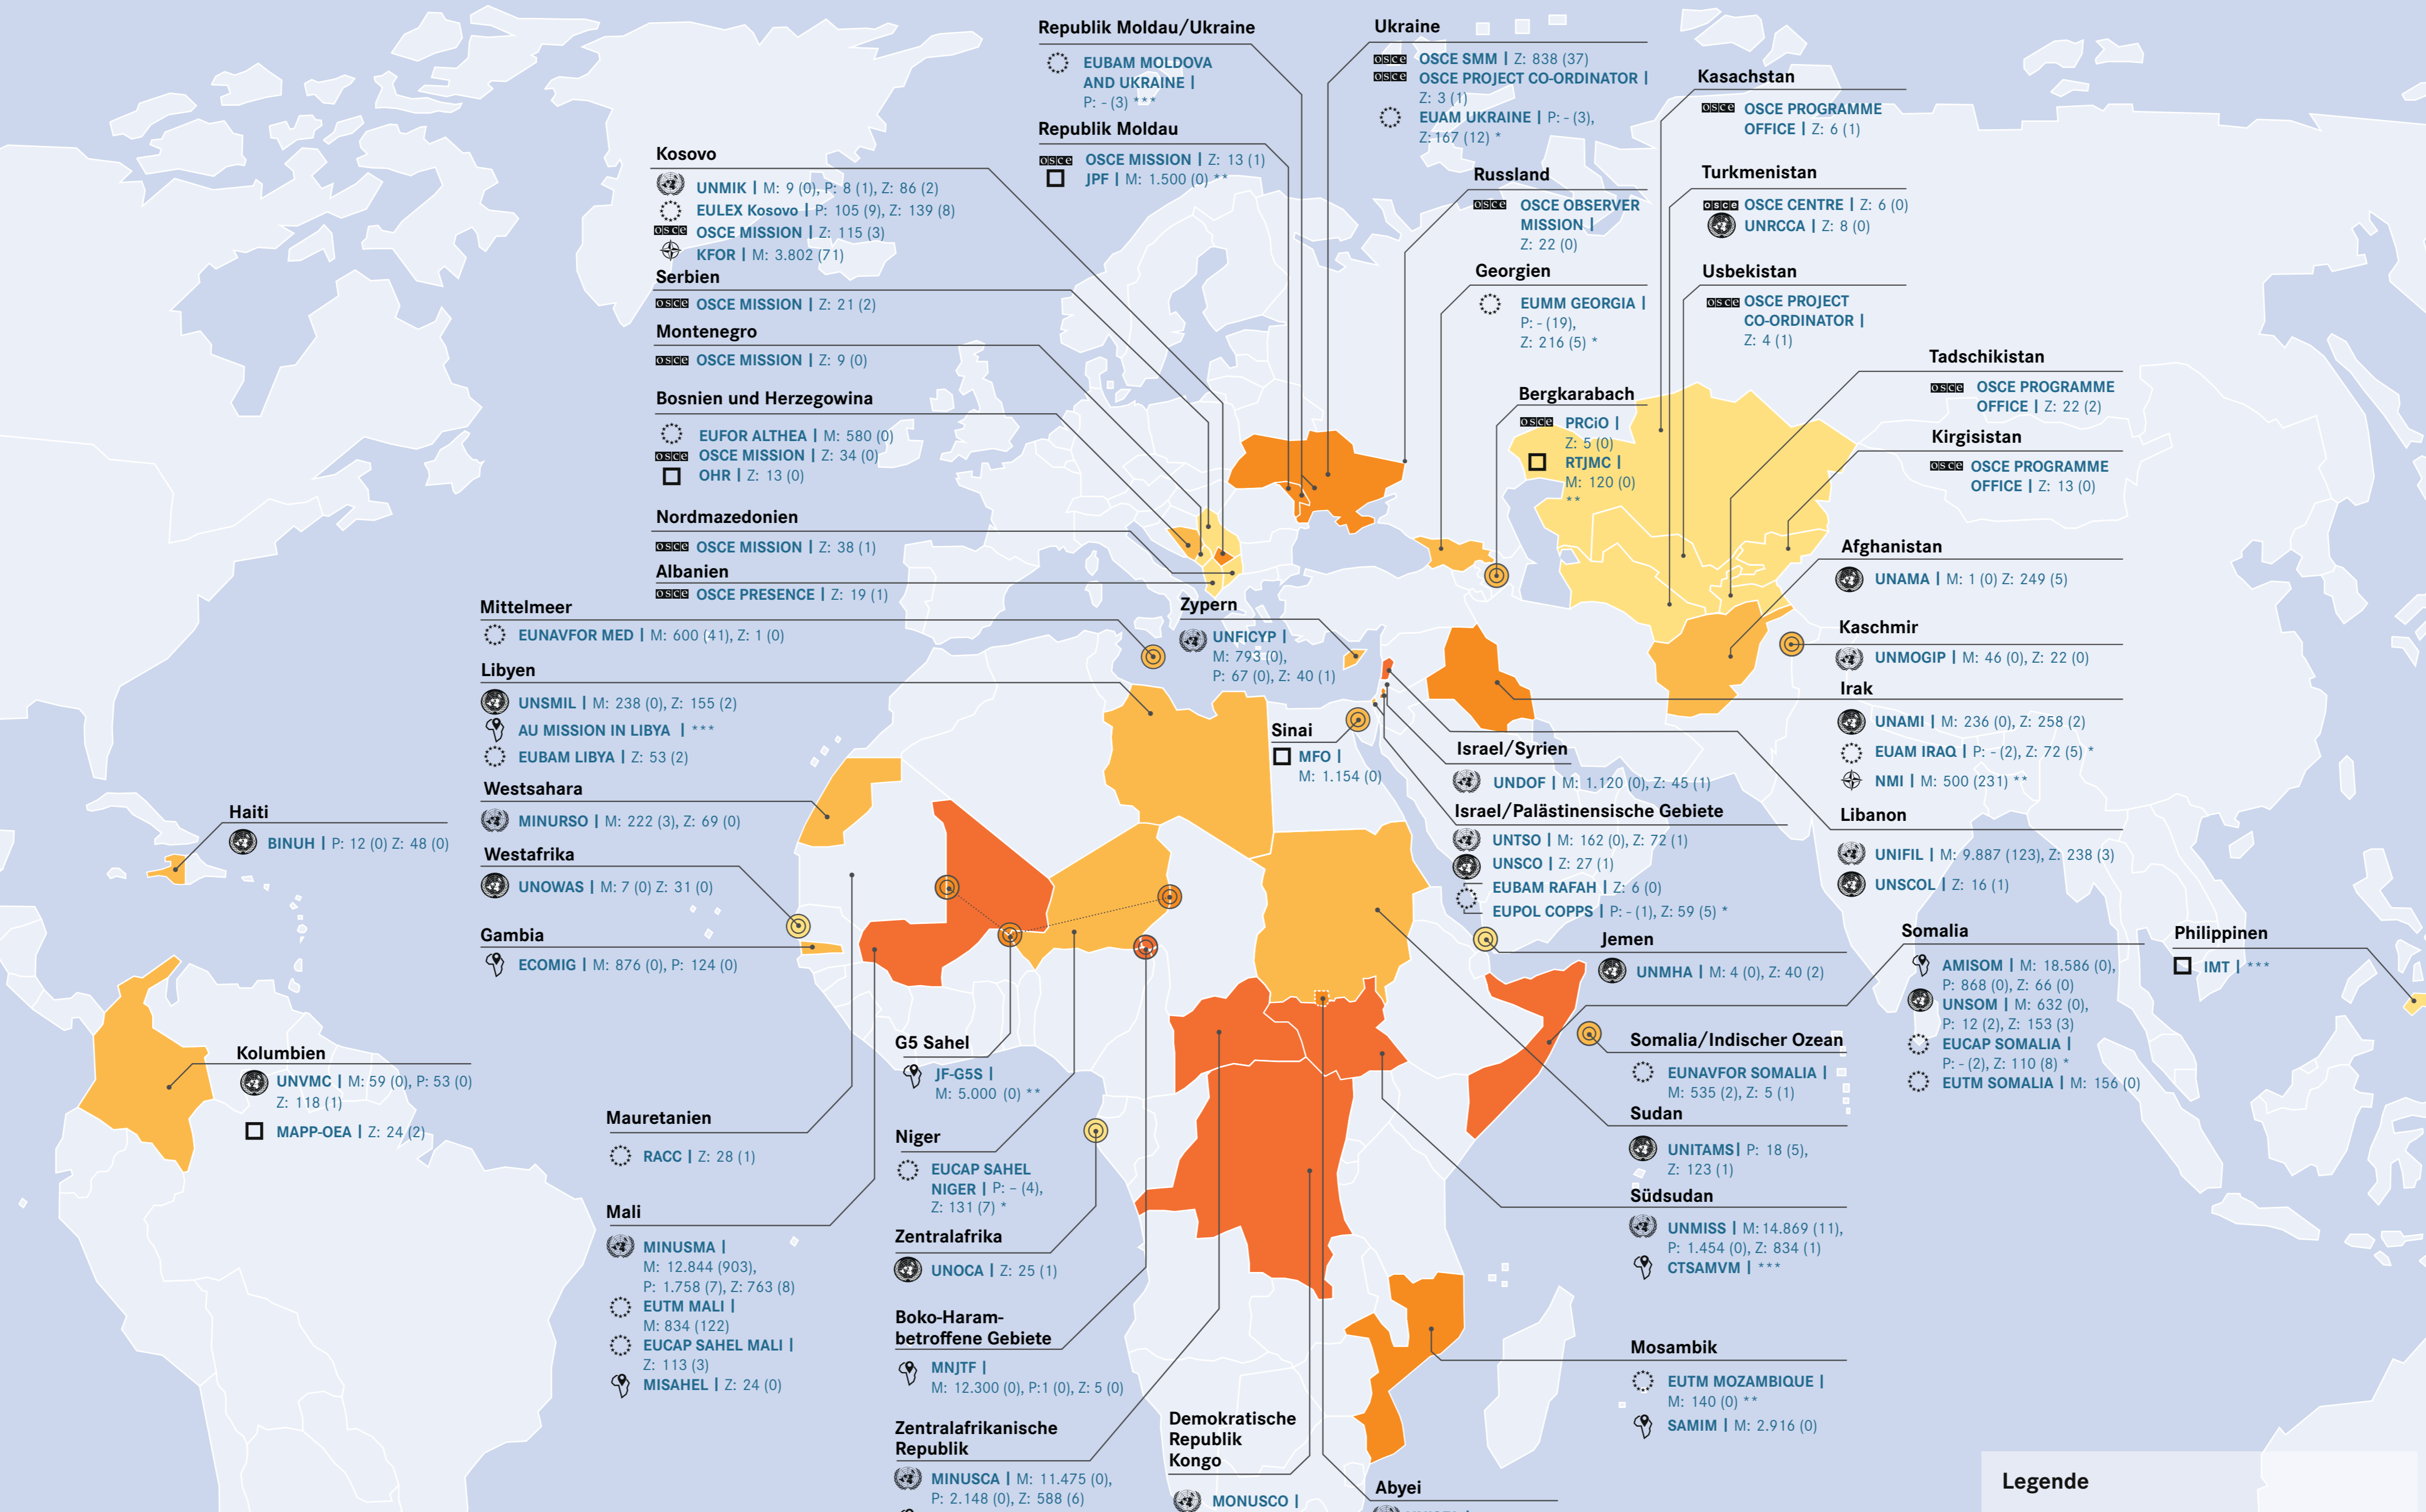 Republik Moldau/Ukraine
EUBAM MOLDOVA
AND UKRAINE |
P: - (3) ***
Republik Moldau
osce OSCE MISSION | Z: 13 (1)
JPF | M: 1.500 (0) **
Ukraine
osce OSCE SMM | Z: 838 (37)
osce OSCE PROJECT CO-ORDINATOR |
Z: 3 (1)
EUAM UKRAINE | P: - (3),
Z: 167 (12) *
Kasachstan
osce OSCE PROGRAMME
OFFICE | Z: 6 (1)
Russland
osce OSCE OBSERVER
MISSION |
Z: 22 (0)
Turkmenistan
osce OSCE CENTRE | Z: 6 (0)
UNRCCA | Z: 8 (0)
Georgien
EUMM GEORGIA |
P: - (19),
Z: 216 (5) *
Usbekistan
osce OSCE PROJECT
CO-ORDINATOR |
Z: 4 (1)
Bergkarabach
osce PRCiO |
Z: 5 (0)
RTJMC |
M: 120 (0)
**
Tadschikistan
osce OSCE PROGRAMME
OFFICE | Z: 22 (2)
Kirgisistan
osce OSCE PROGRAMME
OFFICE | Z: 13 (0)
Kosovo
UNMIK | M: 9 (0), P: 8 (1), Z: 86 (2)
EULEX Kosovo | P: 105 (9), Z: 139 (8)
osce OSCE MISSION | Z: 115 (3)
KFOR | M: 3.802 (71)
Serbien
osce OSCE MISSION | Z: 21 (2)
Montenegro
osce OSCE MISSION | Z: 9 (0)
Bosnien und Herzegowina
EUFOR ALTHEA | M: 580 (0)
osce OSCE MISSION | Z: 34 (0)
OHR | Z: 13 (0)
Nordmazedonien
osce OSCE MISSION | Z: 38 (1)
Albanien
osce OSCE PRESENCE | Z: 19 (1)
Mittelmeer
EUNAVFOR MED | M: 600 (41), Z: 1 (0)
Libyen
UNSMIL | M: 238 (0), Z: 155 (2)
AU MISSION IN LIBYA | ***
EUBAM LIBYA | Z: 53 (2)
Westsahara
MINURSO | M: 222 (3), Z: 69 (0)
Westafrika
UNOWAS | M: 7 (0) Z: 31 (0)
Gambia
ECOMIG | M: 876 (0), P: 124 (0)
Haiti
BINUH | P: 12 (0) Z: 48 (0)
Kolumbien
UNVMC | M: 59 (0), P: 53 (0)
Z: 118 (1)
MAPP-OEA | Z: 24 (2)
Zypern
UNFICYP |
M: 793 (0),
P: 67 (0), Z: 40 (1)
Sinai
MFO |
M: 1.154 (0)
Israel/Syrien
UNDOF | M: 1.120 (0), Z: 45 (1)
Israel/Palästinensische Gebiete
UNTSO | M: 162 (0), Z: 72 (1)
UNSCO | Z: 27 (1)
EUBAM RAFAH | Z: 6 (0)
EUPOL COPPS | P: - (1), Z: 59 (5) *
Jemen
UNMHA | M: 4 (0), Z: 40 (2)
Afghanistan
UNAMA | M: 1 (0) Z: 249 (5)
Kaschmir
UNMOGIP | M: 46 (0), Z: 22 (0)
Irak
UNAMI | M: 236 (0), Z: 258 (2)
EUAM IRAQ | P: - (2), Z: 72 (5) *
NMI | M: 500 (231) **
Libanon
UNIFIL | M: 9.887 (123), Z: 238 (3)
UNSCOL | Z: 16 (1)
Somalia
AMISOM | M: 18.586 (0),
P: 868 (0), Z: 66 (0)
UNSOM | M: 632 (0),
P: 12 (2), Z: 153 (3)
EUCAP SOMALIA |
P: - (2), Z: 110 (8) *
EUTM SOMALIA | M: 156 (0)
Philippinen
IMT | ***
Somalia/Indischer Ozean
EUNAVFOR SOMALIA |
M: 535 (2), Z: 5 (1)
Sudan
UNITAMS| P: 18 (5),
Z: 123 (1)
Südsudan
UNMISS | M: 14.869 (11),
P: 1.454 (0), Z: 834 (1)
CTSAMVM | ***
Mosambik
EUTM MOZAMBIQUE |
M: 140 (0) **
SAMIM | M: 2.916 (0)
Mauretanien
RACC | Z: 28 (1)
Mali
MINUSMA |
M: 12.844 (903),
P: 1.758 (7), Z: 763 (8)
EUTM MALI |
M: 834 (122)
EUCAP SAHEL MALI |
Z: 113 (3)
MISAHEL | Z: 24 (0)
G5 Sahel
JF-G5S |
M: 5.000 (0) **
Niger
EUCAP SAHEL
NIGER | P: – (4),
Z: 131 (7) *
Zentralafrika
UNOCA | Z: 25 (1)
Boko-Haram-
betroffene Gebiete
MNJTF |
M: 12.300 (0), P:1 (0), Z: 5 (0)
Zentralafrikanische
Republik
MINUSCA | M: 11.475 (0),
P: 2.148 (0), Z: 588 (6)
Demokratische
Republik
Kongo
MONUSCO |
Abyei
Legende